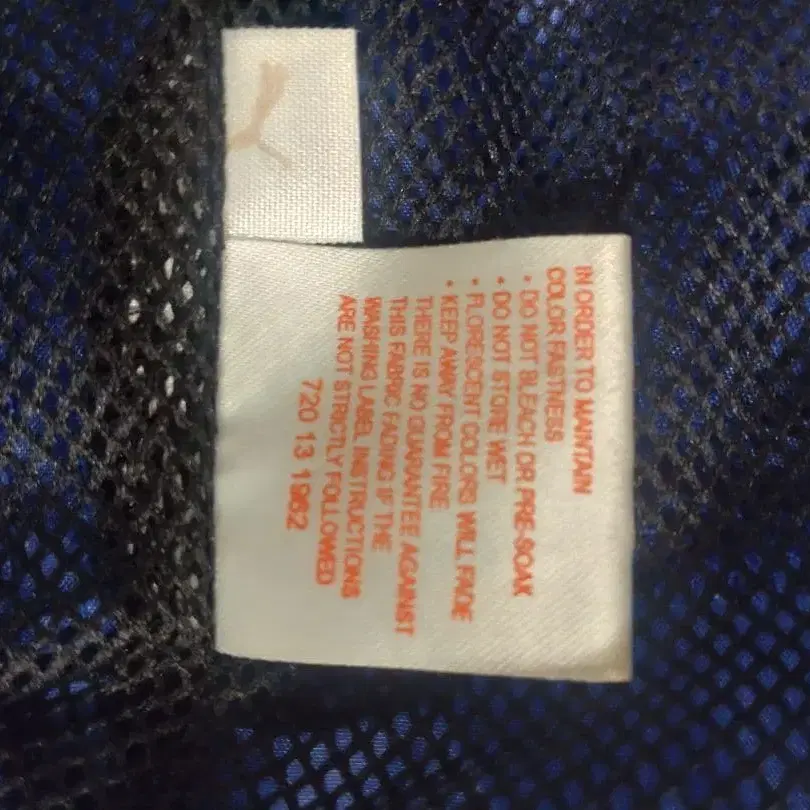 IN ORDER TO MAINTAIN
COLOR FASTNESS
• DO NOT BLEACH OR PRE-SOAK
• DO NOT STORE WET
• FLORESCENT COLORS WILL FADE
• KEEP AWAY FROM FIRE
THERE IS NO GUARANTEE AGAINST
THIS FABRIC FADING IF THE
WASHING LABEL INSTRUCTIONS
ARE NOT STRICTLY FOLLOWED
720 13 1992